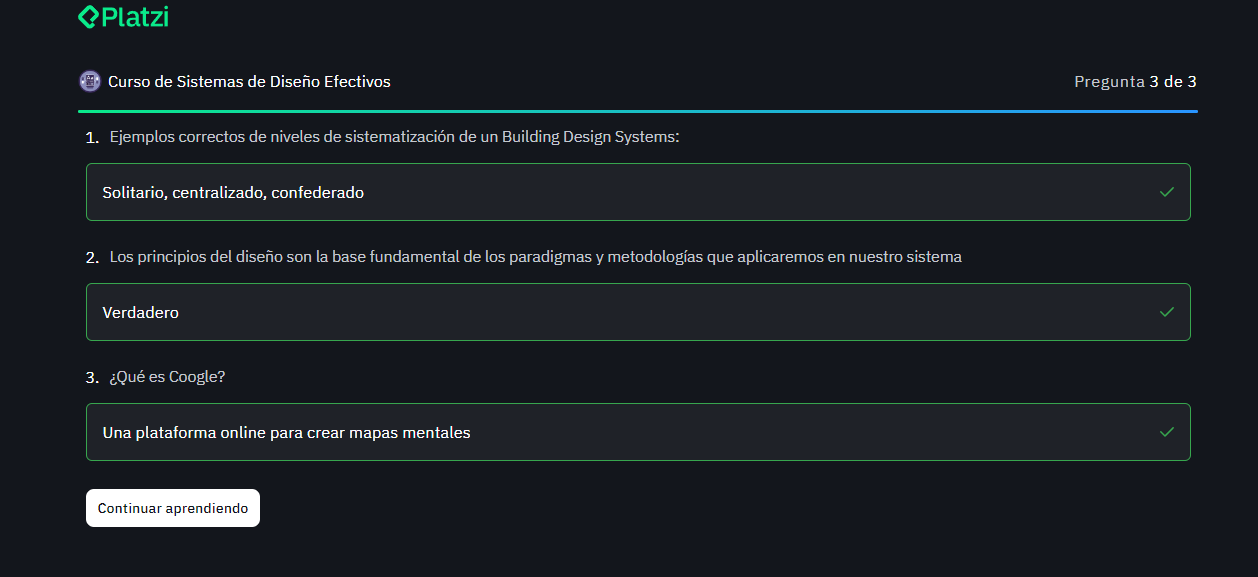 Platzi
Curso de Sistemas de Diseño Efectivos
Pregunta 3 de 3
1. Ejemplos correctos de niveles de sistematización de un Building Design Systems:
Solitario, centralizado, confederado
2. Los principios del diseño son la base fundamental de los paradigmas y metodologías que aplicaremos en nuestro sistema
Verdadero
3. ¿Qué es Coogle?
Una plataforma online para crear mapas mentales
Continuar aprendiendo